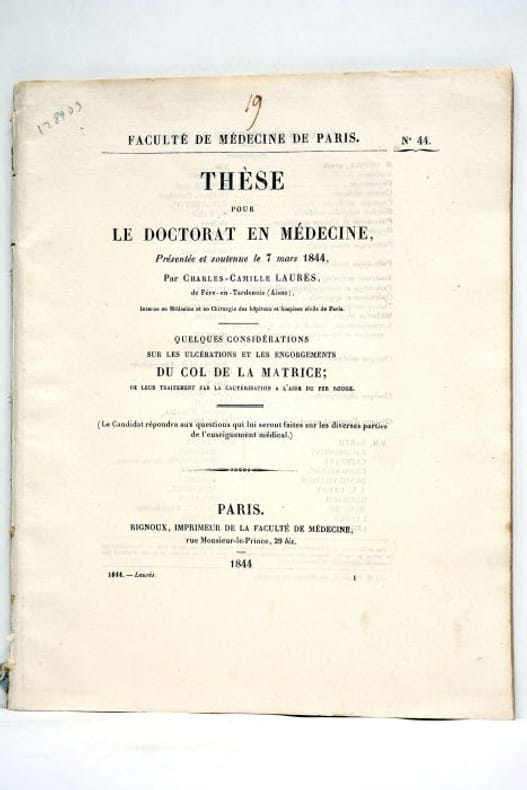 19
128409
FACULTÉ DE MÉDECINE DE PARIS. N° 44.
THÈSE
POUR
LE DOCTORAT EN MÉDECINE,
Présentée et soutenue le 7 mars 1844,
Par CHARLES-CAMILLE LAURÈS,
de Fère-en-Tardenois (Aisne),
Interne en Médecine et en Chirurgie des hôpitaux et hospices civils de Paris.
QUELQUES CONSIDÉRATIONS
SUR LES ULCÉRATIONS ET LES ENGORGEMENTS
DU COL DE LA MATRICE;
DE LEUR TRAITEMENT PAR LA CAUTÉRISATION A L'AIDE DU FER ROUGE.
(Le Candidat répondra aux questions qui lui seront faites sur les diverses parties
de l'enseignement médical.)
PARIS.
RIGNOUX, IMPRIMEUR DE LA FACULTÉ DE MÉDECINE,
rue Monsieur-le-Prince, 29 bis.
1844
1844. — Laurès. 1